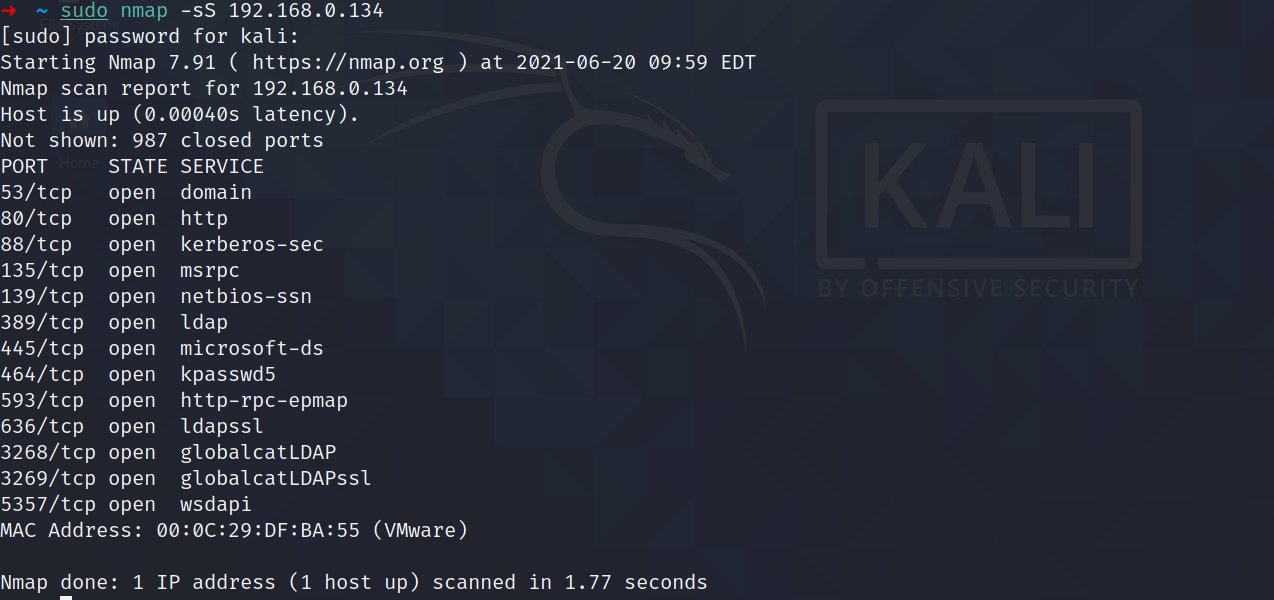 → ~ sudo nmap -sS 192.168.0.134
[sudo] password for kali:
Starting Nmap 7.91 ( https://nmap.org ) at 2021-06-20 09:59 EDT
Nmap scan report for 192.168.0.134
Host is up (0.00040s latency).
Not shown: 987 closed ports
PORT STATE SERVICE
53/tcp open domain
80/tcp open http
88/tcp open kerberos-sec
135/tcp open msrpc
139/tcp open netbios-ssn
389/tcp open ldap
445/tcp open microsoft-ds
464/tcp open kpasswd5
593/tcp open http-rpc-epmap
636/tcp open ldapssl
3268/tcp open globalcatLDAP
3269/tcp open globalcatLDAPssl
5357/tcp open wsdapi
MAC Address: 00:0C:29:DF:BA:55 (VMware)
Nmap done: 1 IP address (1 host up) scanned in 1.77 seconds
File System
Home
KALI
BY OFFENSIVE SECURITY